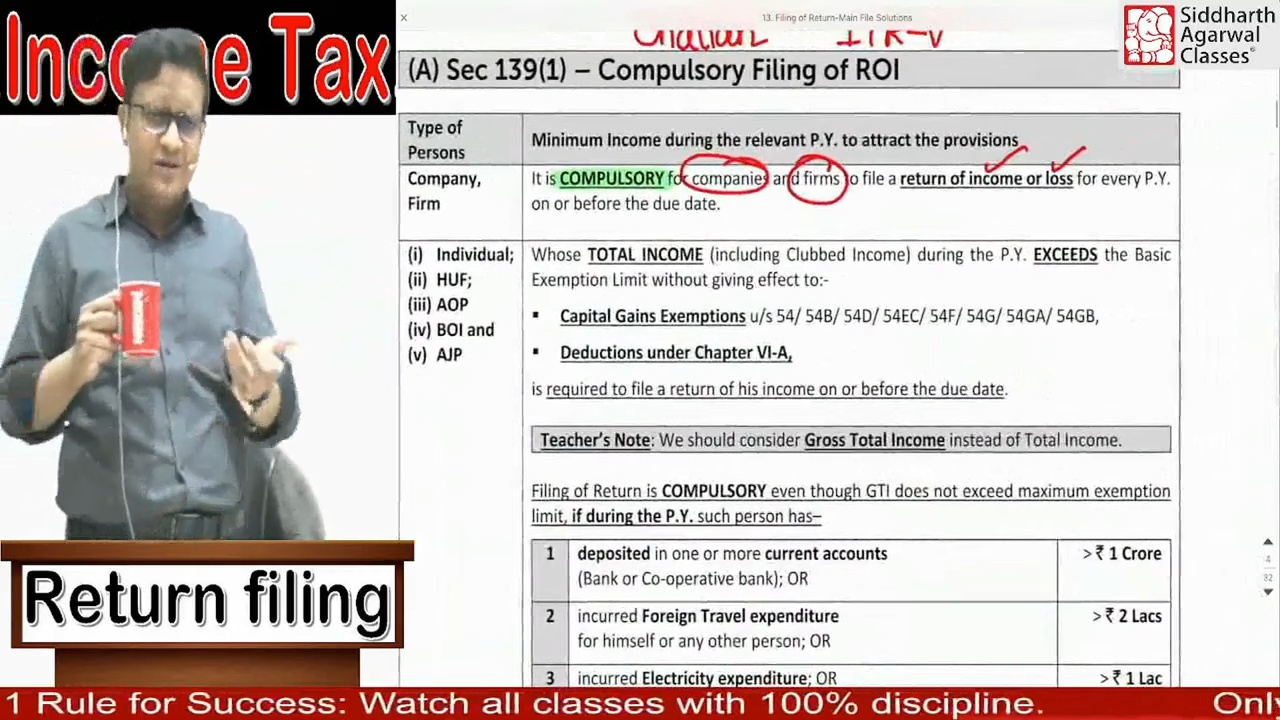 Income Tax
13. Filing of Return-Main File Solutions
Siddharth
Agarwal
Classes
Challan ITR-V
(A) Sec 139(1) – Compulsory Filing of ROI
Type of
Persons
Minimum Income during the relevant P.Y. to attract the provisions
Company,
Firm
It is COMPULSORY for companies and firms to file a return of income or loss for every P.Y.
on or before the due date.
(i) Individual;
(ii) HUF;
(iii) AOP
(iv) BOI and
(v) AJP
Whose TOTAL INCOME (including Clubbed Income) during the P.Y. EXCEEDS the Basic
Exemption Limit without giving effect to:-
▪ Capital Gains Exemptions u/s 54/ 54B/ 54D/ 54EC/ 54F/ 54G/ 54GA/ 54GB,
▪ Deductions under Chapter VI-A,
is required to file a return of his income on or before the due date.
Teacher's Note: We should consider Gross Total Income instead of Total Income.
Filing of Return is COMPULSORY even though GTI does not exceed maximum exemption
limit, if during the P.Y. such person has–
1 deposited in one or more current accounts >₹ 1 Crore
(Bank or Co-operative bank); OR
2 incurred Foreign Travel expenditure >₹ 2 Lacs
for himself or any other person; OR
3 incurred Electricity expenditure; OR >₹ 1 Lac
4
32
Return filing
1 Rule for Success: Watch all classes with 100% discipline. Only